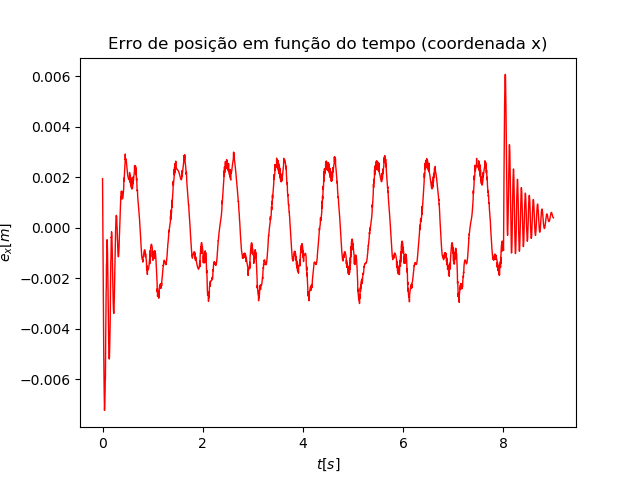 Erro de posição em função do tempo (coordenada x)
0.006
0.004
0.002
0.000
−0.002
−0.004
−0.006
e_x[m]
0 2 4 6 8
t[s]